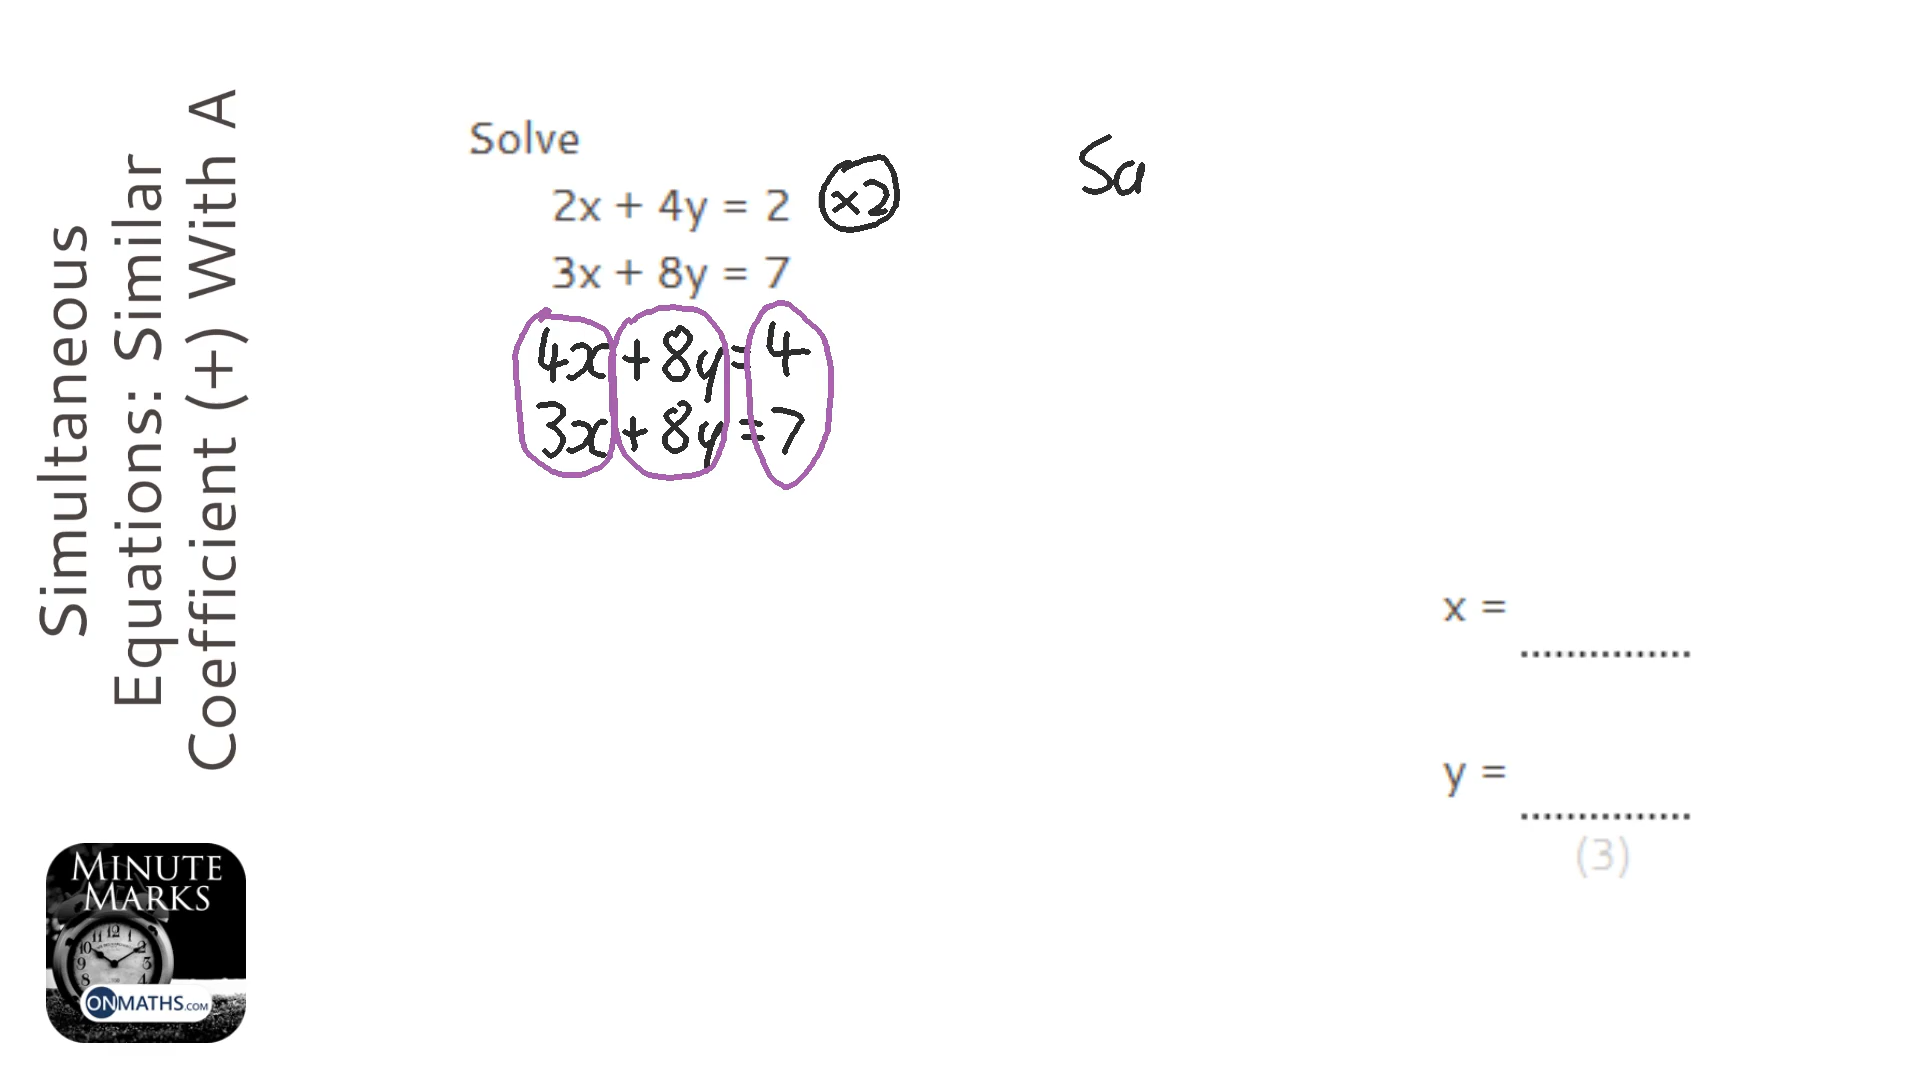 Simultaneous
Equations: Similar
Coefficient (+) With A
Solve
2x + 4y = 2 ×2
3x + 8y = 7
4x + 8y = 4
3x + 8y = 7
Sa
x =
y =
(3)
MINUTE
MARKS
ONMATHS.COM